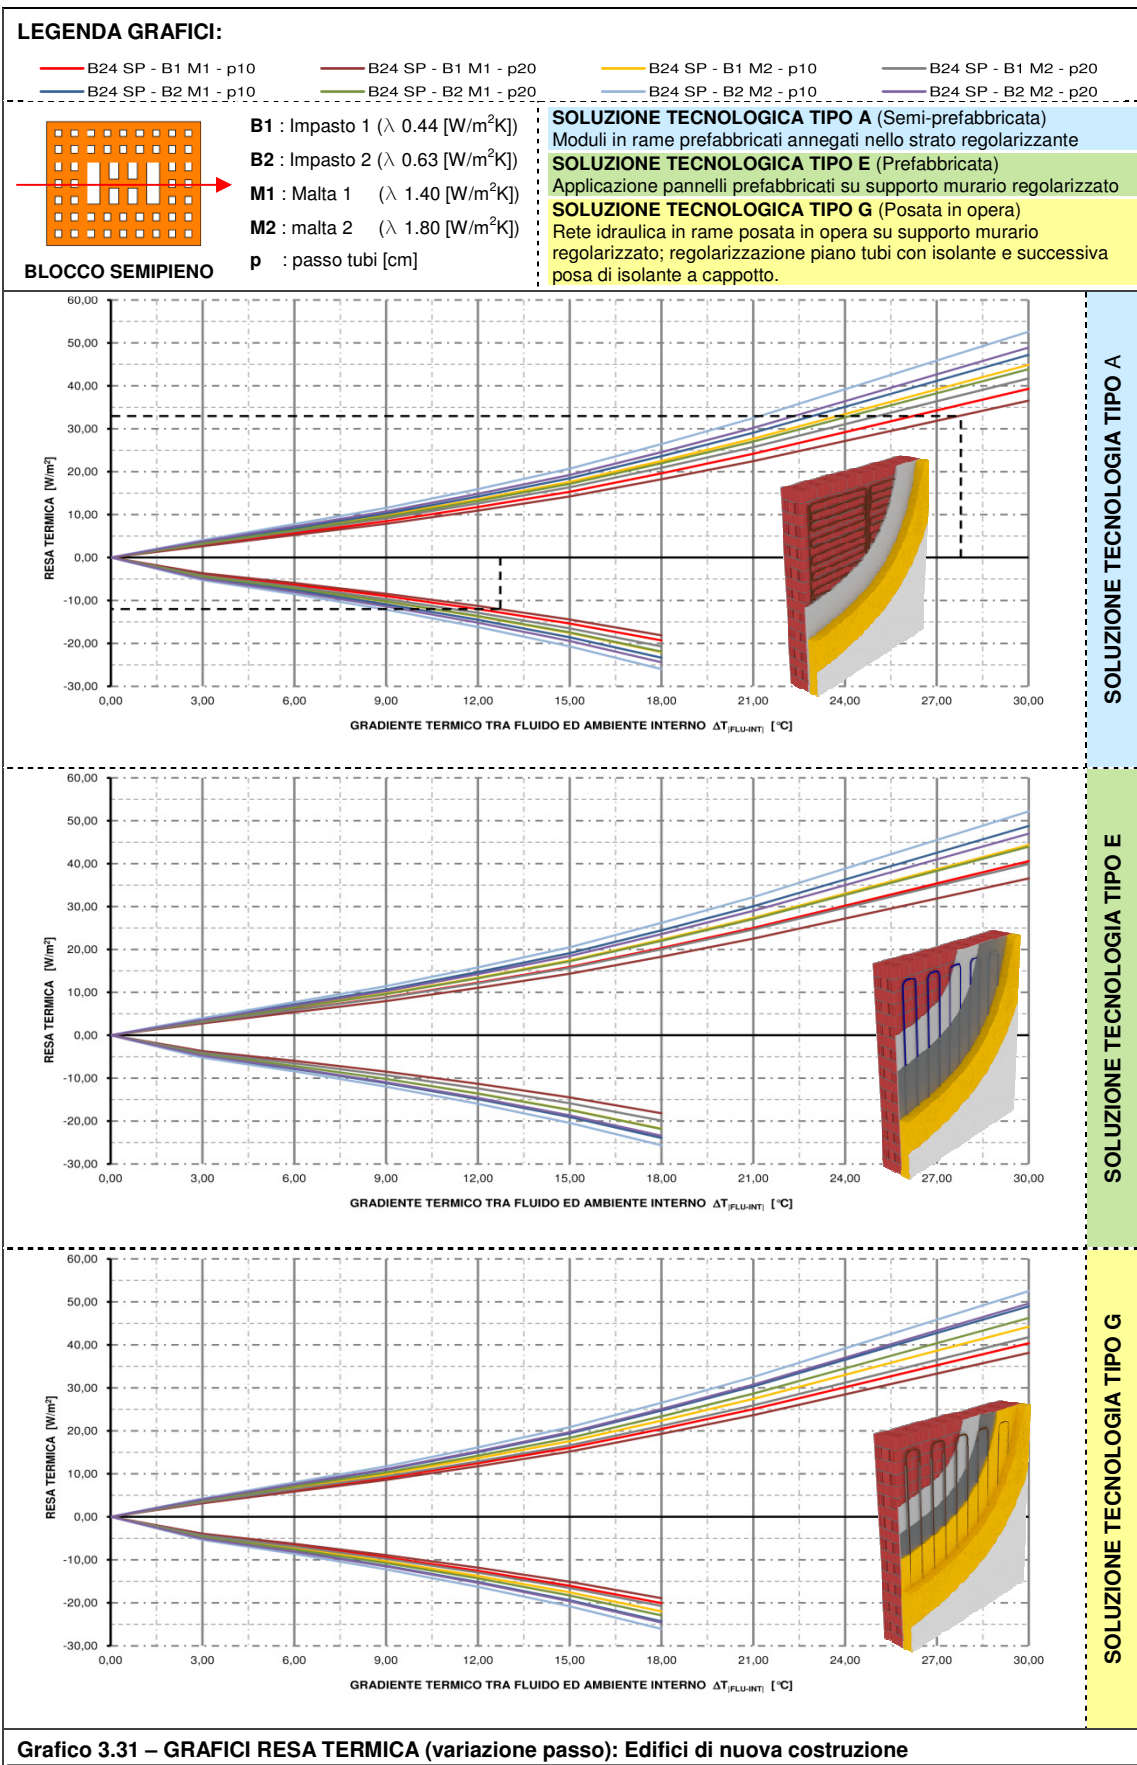 LEGENDA GRAFICI:
B24 SP - B1 M1 - p10
B24 SP - B1 M1 - p20
B24 SP - B1 M2 - p10
B24 SP - B1 M2 - p20
B24 SP - B2 M1 - p10
B24 SP - B2 M1 - p20
B24 SP - B2 M2 - p10
B24 SP - B2 M2 - p20
BLOCCO SEMIPIENO
B1 : Impasto 1 (λ 0.44 [W/m²K])
B2 : Impasto 2 (λ 0.63 [W/m²K])
M1 : Malta 1 (λ 1.40 [W/m²K])
M2 : malta 2 (λ 1.80 [W/m²K])
p : passo tubi [cm]
SOLUZIONE TECNOLOGICA TIPO A (Semi-prefabbricata)
Moduli in rame prefabbricati annegati nello strato regolarizzante
SOLUZIONE TECNOLOGICA TIPO E (Prefabbricata)
Applicazione pannelli prefabbricati su supporto murario regolarizzato
SOLUZIONE TECNOLOGICA TIPO G (Posata in opera)
Rete idraulica in rame posata in opera su supporto murario
regolarizzato; regolarizzazione piano tubi con isolante e successiva
posa di isolante a cappotto.
60,00
50,00
40,00
30,00
20,00
10,00
0,00
-10,00
-20,00
-30,00
RESA TERMICA [W/m²]
0,00 3,00 6,00 9,00 12,00 15,00 18,00 21,00 24,00 27,00 30,00
GRADIENTE TERMICO TRA FLUIDO ED AMBIENTE INTERNO ΔT|FLU-INT| [°C]
SOLUZIONE TECNOLOGIA TIPO A
60,00
50,00
40,00
30,00
20,00
10,00
0,00
-10,00
-20,00
-30,00
RESA TERMICA [W/m²]
0,00 3,00 6,00 9,00 12,00 15,00 18,00 21,00 24,00 27,00 30,00
GRADIENTE TERMICO TRA FLUIDO ED AMBIENTE INTERNO ΔT|FLU-INT| [°C]
SOLUZIONE TECNOLOGIA TIPO E
60,00
50,00
40,00
30,00
20,00
10,00
0,00
-10,00
-20,00
-30,00
RESA TERMICA [W/m²]
0,00 3,00 6,00 9,00 12,00 15,00 18,00 21,00 24,00 27,00 30,00
GRADIENTE TERMICO TRA FLUIDO ED AMBIENTE INTERNO ΔT|FLU-INT| [°C]
SOLUZIONE TECNOLOGIA TIPO G
Grafico 3.31 – GRAFICI RESA TERMICA (variazione passo): Edifici di nuova costruzione